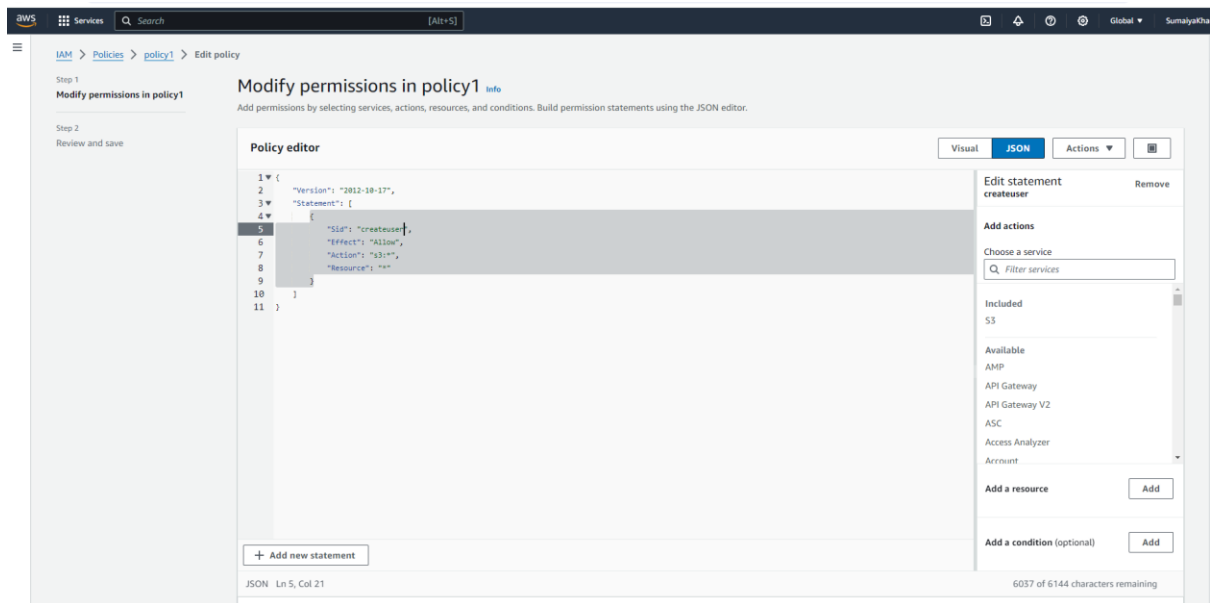 aws Services Search [Alt+S] Global ▼ SumaiyaKha
IAM > Policies > policy1 > Edit policy
Step 1
Modify permissions in policy1
Step 2
Review and save
Modify permissions in policy1 Info
Add permissions by selecting services, actions, resources, and conditions. Build permission statements using the JSON editor.
Policy editor
Visual JSON Actions ▼
1 {
2 "Version": "2012-10-17",
3 "Statement": [
4 {
5 "Sid": "createuser",
6 "Effect": "Allow",
7 "Action": "s3:*",
8 "Resource": "*"
9 }
10 ]
11 }
+ Add new statement
JSON Ln 5, Col 21
Edit statement Remove
createuser
Add actions
Choose a service
Filter services
Included
S3
Available
AMP
API Gateway
API Gateway V2
ASC
Access Analyzer
Account
Add a resource Add
Add a condition (optional) Add
6037 of 6144 characters remaining